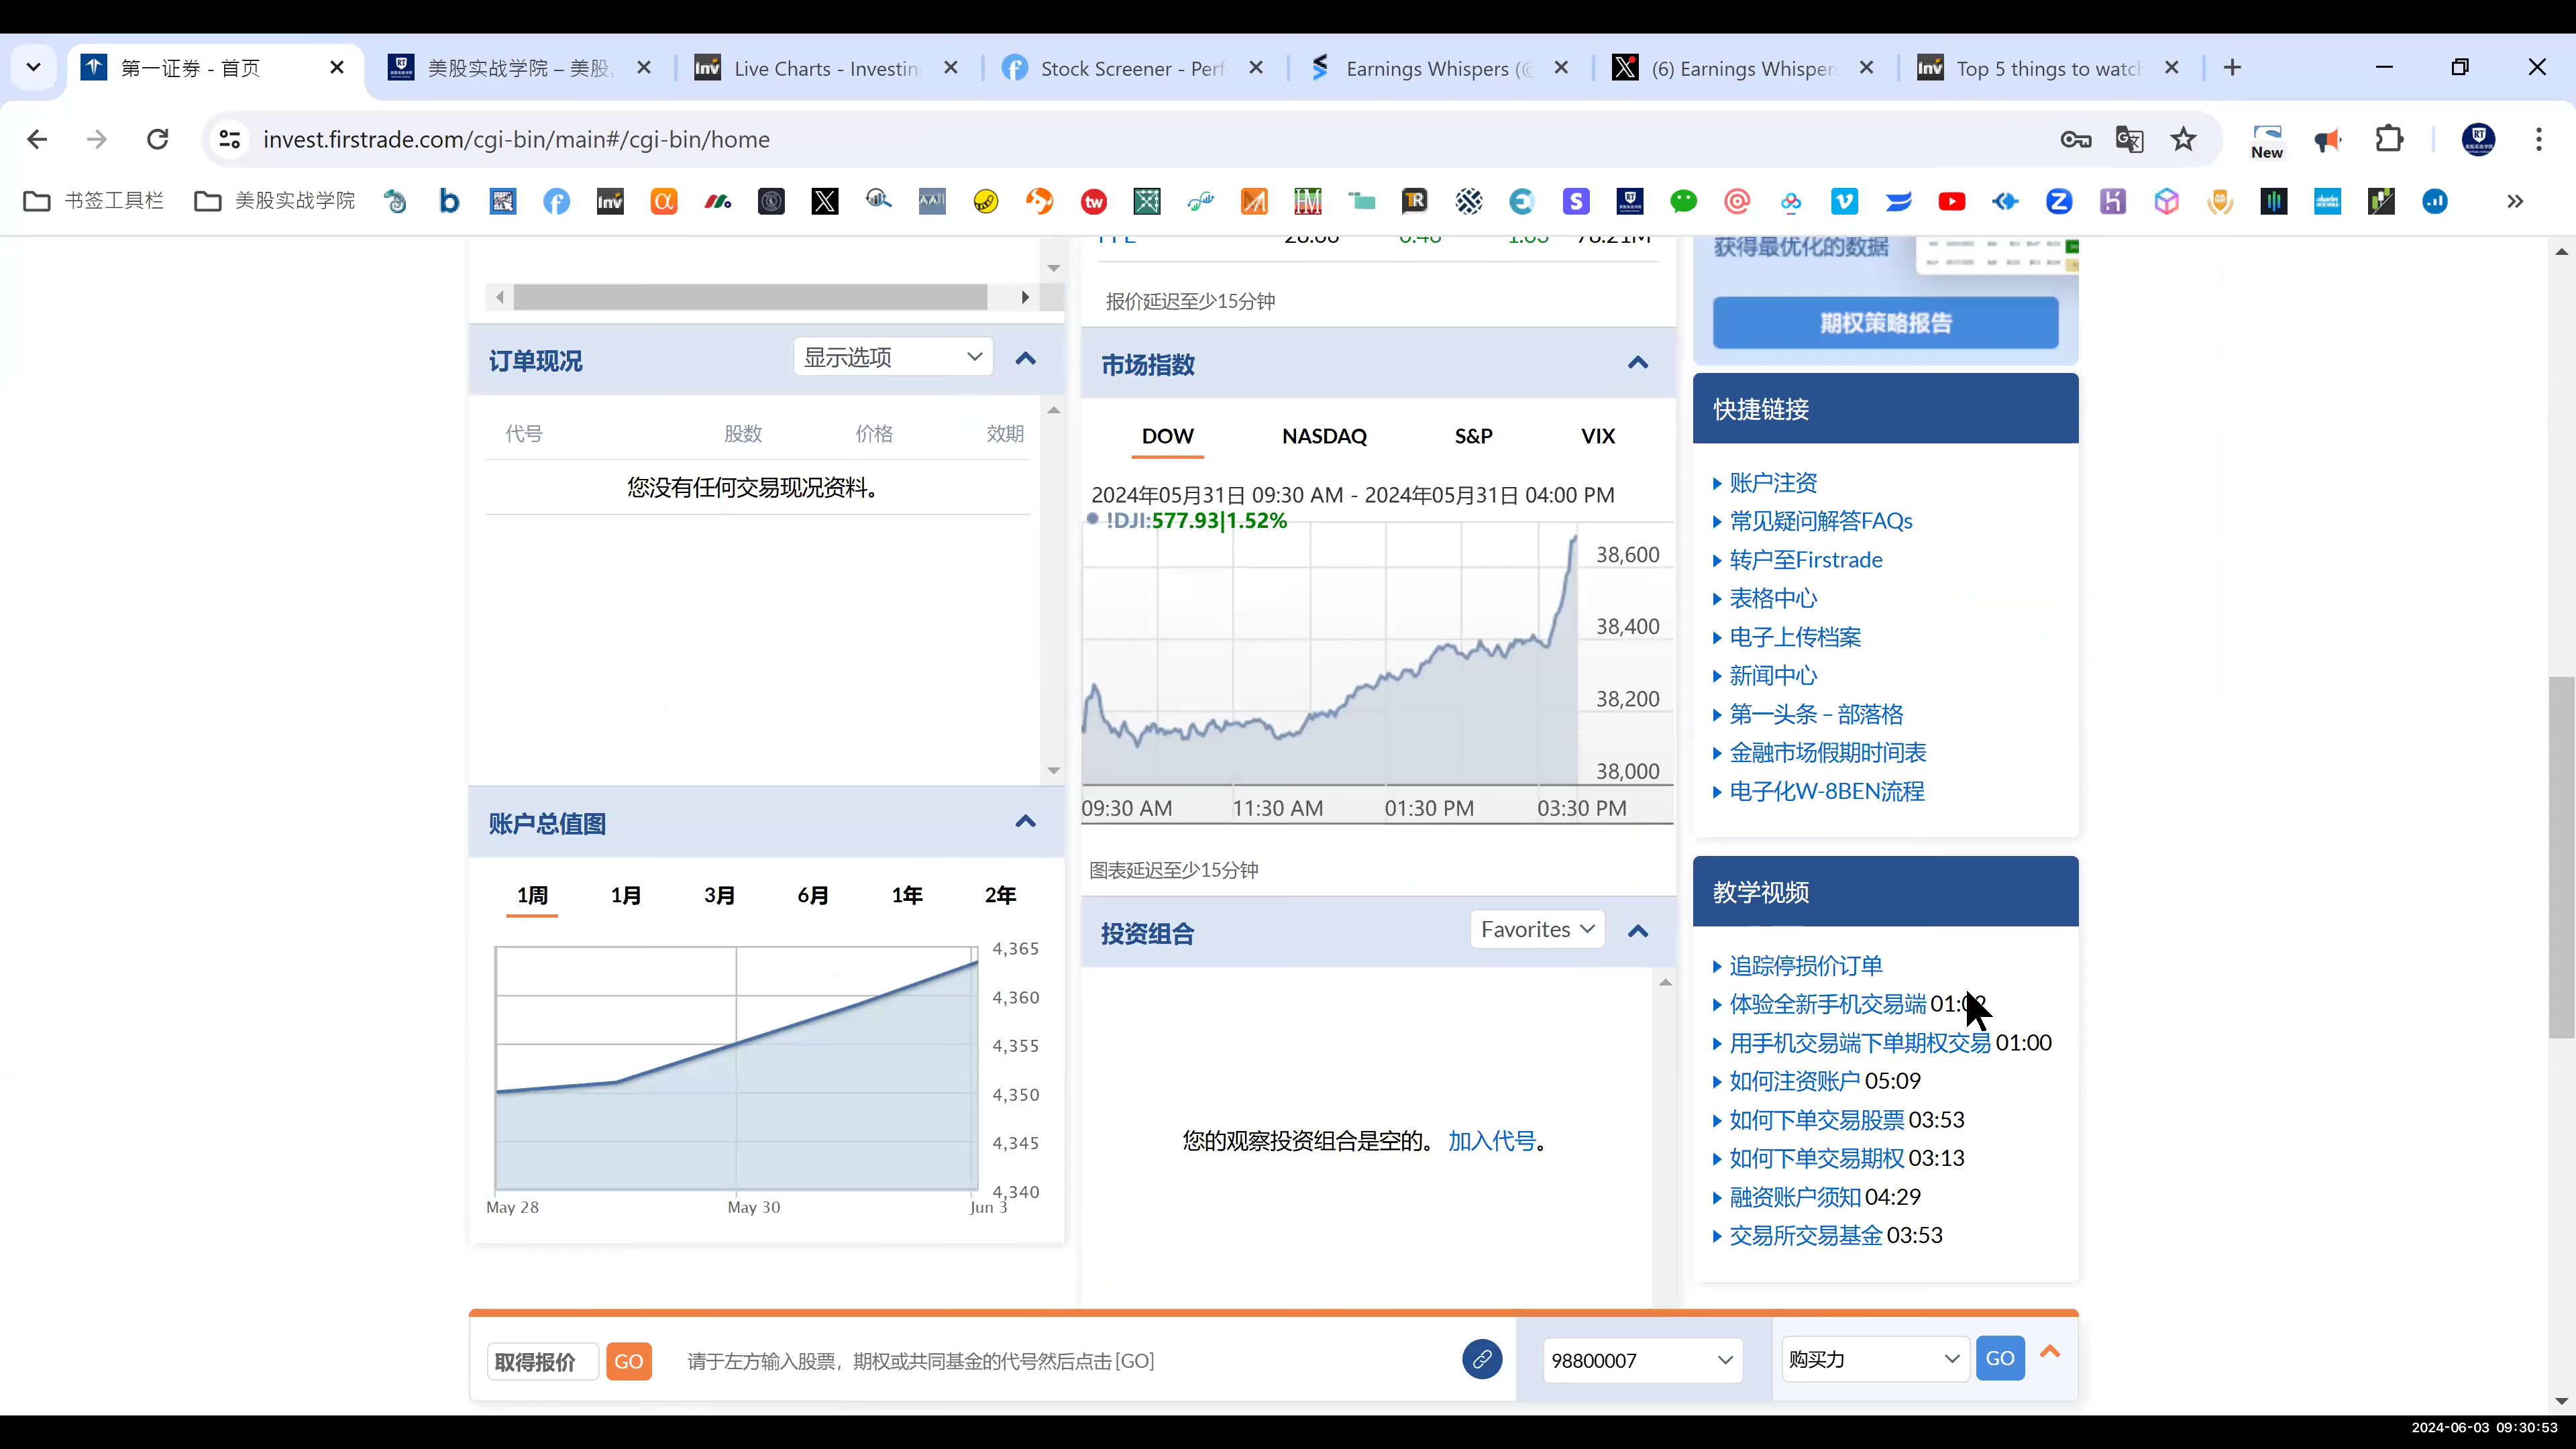 第一证券 - 首页
美股实战学院 – 美股
Live Charts - Investin
Stock Screener - Perf
Earnings Whispers (@
(6) Earnings Whisper
Top 5 things to watch
invest.firstrade.com/cgi-bin/main#/cgi-bin/home
New
书签工具栏
美股实战学院
报价延迟至少15分钟
获得最优化的数据
期权策略报告
订单现况
显示选项
代号 股数 价格 效期
您没有任何交易现况资料。
账户总值图
1周 1月 3月 6月 1年 2年
4,365
4,360
4,355
4,350
4,345
4,340
May 28 May 30 Jun 3
市场指数
DOW NASDAQ S&P VIX
2024年05月31日 09:30 AM - 2024年05月31日 04:00 PM
!DJI:577.93|1.52%
38,600
38,400
38,200
38,000
09:30 AM 11:30 AM 01:30 PM 03:30 PM
图表延迟至少15分钟
投资组合
Favorites
您的观察投资组合是空的。 加入代号。
快捷链接
账户注资
常见疑问解答FAQs
转户至Firstrade
表格中心
电子上传档案
新闻中心
第一头条 – 部落格
金融市场假期时间表
电子化W-8BEN流程
教学视频
追踪停损价订单
体验全新手机交易端
用手机交易端下单期权交易 01:00
如何注资账户 05:09
如何下单交易股票 03:53
如何下单交易期权 03:13
融资账户须知 04:29
交易所交易基金 03:53
取得报价 GO 请于左方输入股票，期权或共同基金的代号然后点击[GO]
98800007
购买力 GO
2024-06-03 09:30:53